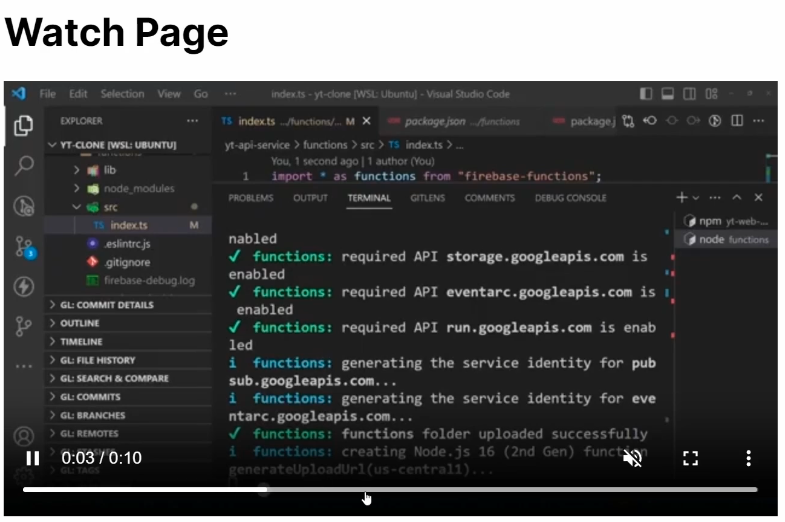 Watch Page
File Edit Selection View Go ··· index.ts - yt-clone [WSL: Ubuntu] - Visual Studio Code
EXPLORER ···
TS index.ts .../functions/... M package.json .../functions package.j ···
YT-CLONE [WSL: UBUNTU]
yt-api-service > functions > src > TS index.ts > ...
You, 1 second ago | 1 author (You)
lib
1 import * as functions from "firebase-functions";
node_modules
src
TS index.ts M
.eslintrc.js
.gitignore
firebase-debug.log
GL: COMMIT DETAILS
OUTLINE
TIMELINE
GL: FILE HISTORY
GL: SEARCH & COMPARE
GL: COMMITS
GL: BRANCHES
GL: REMOTES
GL: TAGS
3
PROBLEMS OUTPUT TERMINAL GITLENS COMMENTS DEBUG CONSOLE
npm yt-web-...
node functions
nabled
✓ functions: required API storage.googleapis.com is
enabled
✓ functions: required API eventarc.googleapis.com is
enabled
✓ functions: required API run.googleapis.com is enab
led
i functions: generating the service identity for pub
sub.googleapis.com...
i functions: generating the service identity for eve
ntarc.googleapis.com...
✓ functions: functions folder uploaded successfully
i functions: creating Node.js 16 (2nd Gen) function
generateUploadUrl(us-central1)...
0:03 / 0:10